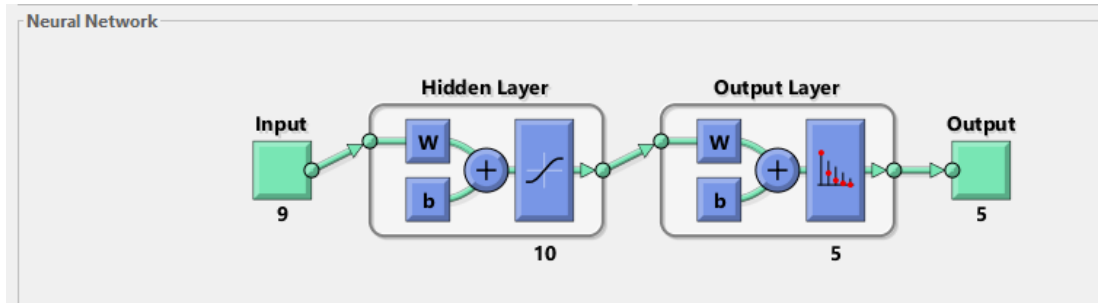 Neural Network
Hidden Layer
Output Layer
Input
Output
W
b
+
W
b
+
9
10
5
5